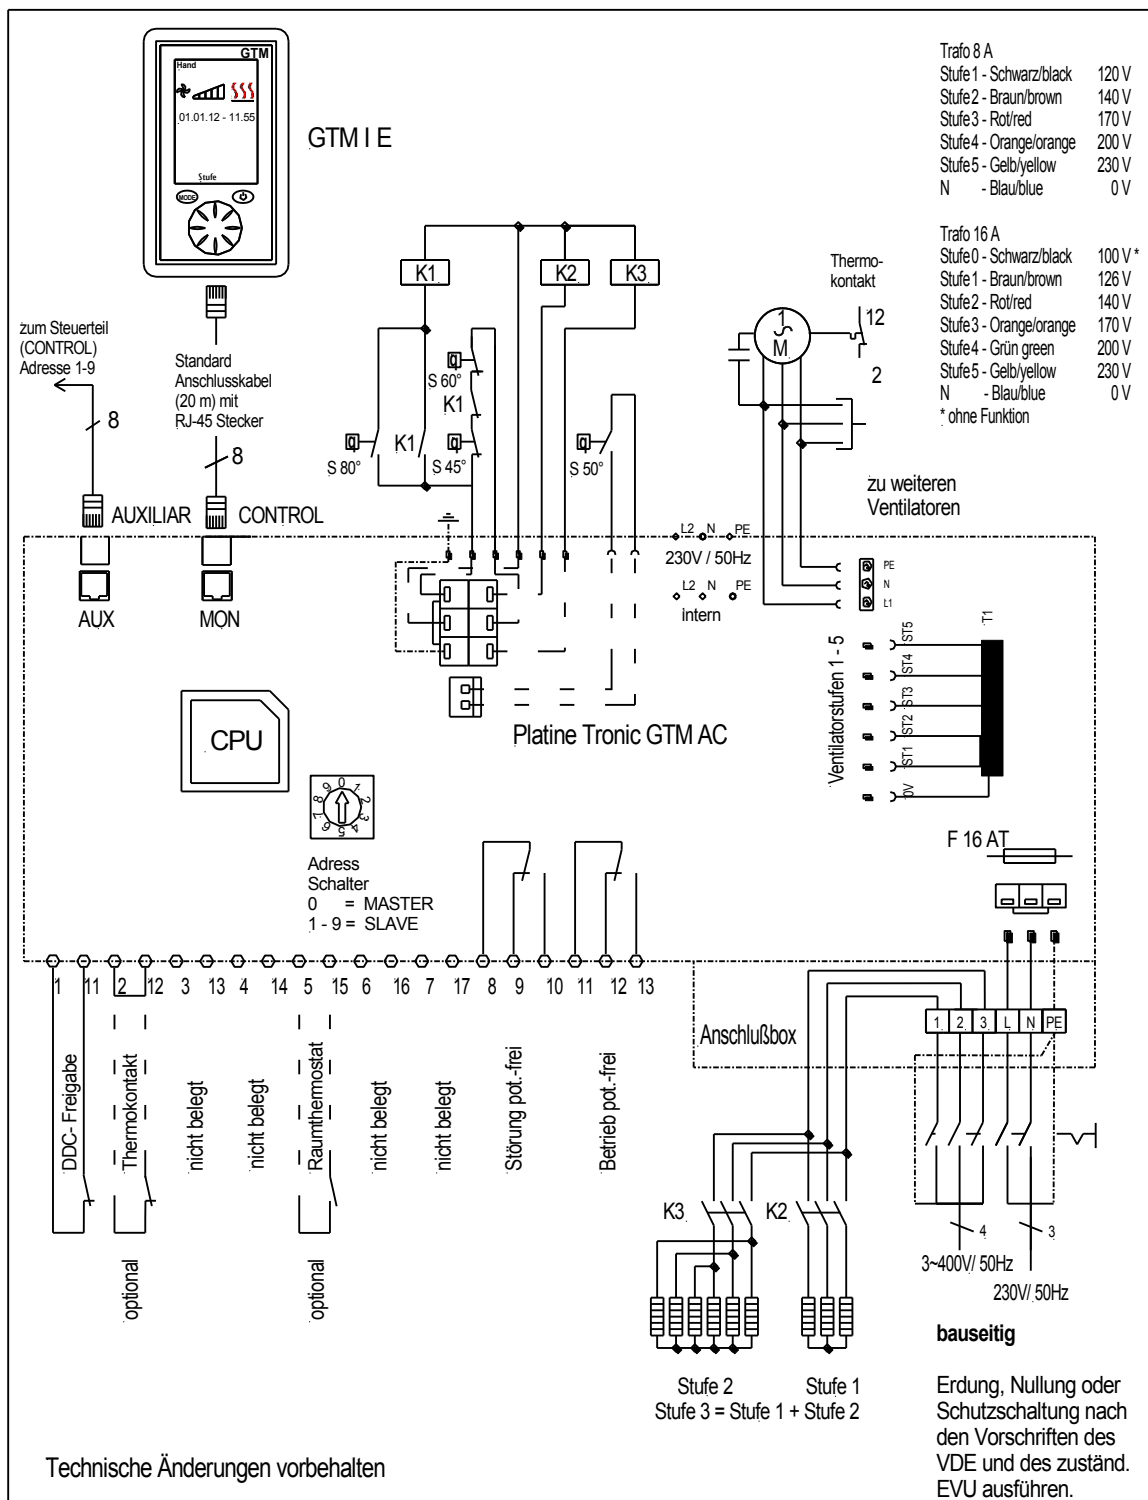 GTM
Hand
01.01.12 - 11.55
Stufe
MODE
GTM I E
Trafo 8 A
Stufe 1 - Schwarz/black 120 V
Stufe 2 - Braun/brown 140 V
Stufe 3 - Rot/red 170 V
Stufe 4 - Orange/orange 200 V
Stufe 5 - Gelb/yellow 230 V
N - Blau/blue 0 V
Trafo 16 A
Stufe 0 - Schwarz/black 100 V *
Stufe 1 - Braun/brown 126 V
Stufe 2 - Rot/red 140 V
Stufe 3 - Orange/orange 170 V
Stufe 4 - Grün green 200 V
Stufe 5 - Gelb/yellow 230 V
N - Blau/blue 0 V
* ohne Funktion
zum Steuerteil
(CONTROL)
Adresse 1-9
8
Standard
Anschlusskabel
(20 m) mit
RJ-45 Stecker
8
K1
K2
K3
S 60°
K1
S 80°
K1
S 45°
S 50°
Thermo-
kontakt
1
M
12
2
zu weiteren
Ventilatoren
AUXILIAR
CONTROL
AUX
MON
L2 N PE
230V / 50Hz
L2 N PE
intern
PE
N
L1
Ventilatorstufen 1 - 5
ST5
ST4
ST3
ST2
ST1
0V
T1
CPU
Platine Tronic GTM AC
0 1 2 3 4 5 6 7 8 9
Adress
Schalter
0 = MASTER
1 - 9 = SLAVE
F 16 AT
1 11 2 12 3 13 4 14 5 15 6 16 7 17 8 9 10 11 12 13
Anschlußbox
1 2 3 L N PE
DDC- Freigabe
Thermokontakt
nicht belegt
nicht belegt
Raumthermostat
nicht belegt
nicht belegt
Störung pot.-frei
Betrieb pot.-frei
optional
optional
K3
K2
4
3
3~400V/ 50Hz
230V/ 50Hz
bauseitig
Stufe 2
Stufe 1
Stufe 3 = Stufe 1 + Stufe 2
Erdung, Nullung oder
Schutzschaltung nach
den Vorschriften des
VDE und des zuständ.
EVU ausführen.
Technische Änderungen vorbehalten